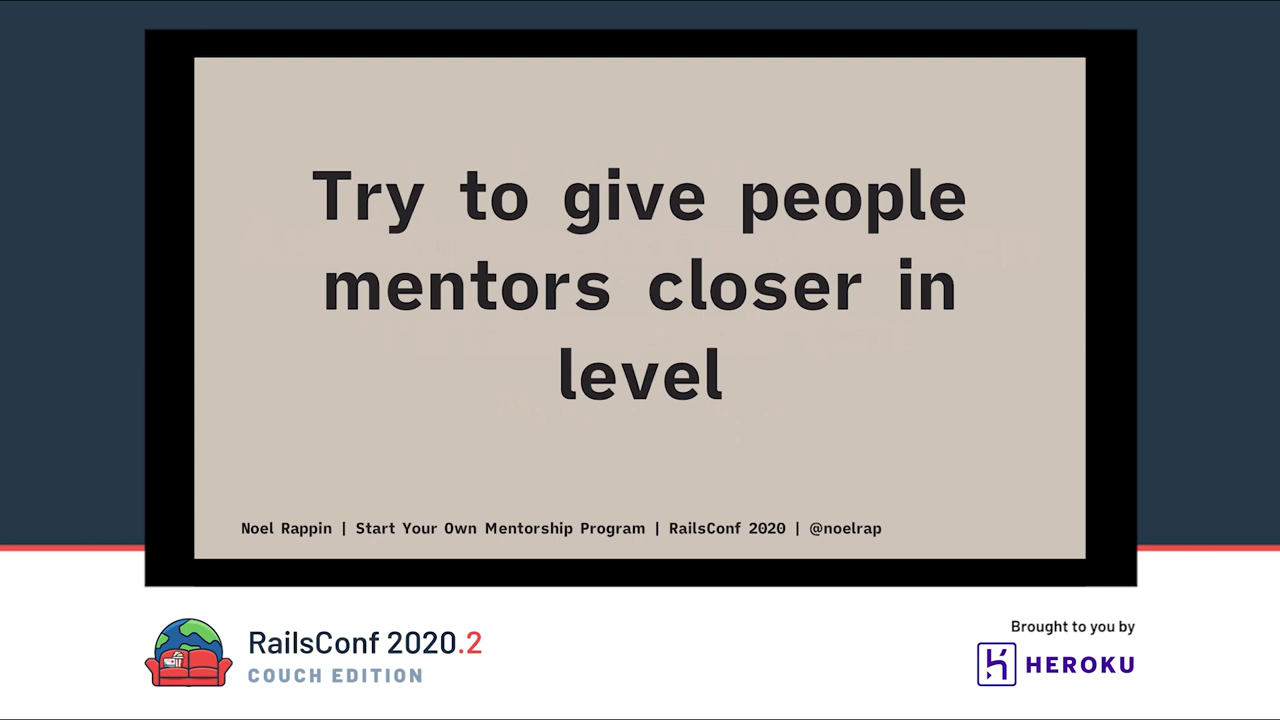 Try to give people
mentors closer in
level
Noel Rappin | Start Your Own Mentorship Program | RailsConf 2020 | @noelrap
RailsConf 2020.2
COUCH EDITION
Brought to you by
HEROKU